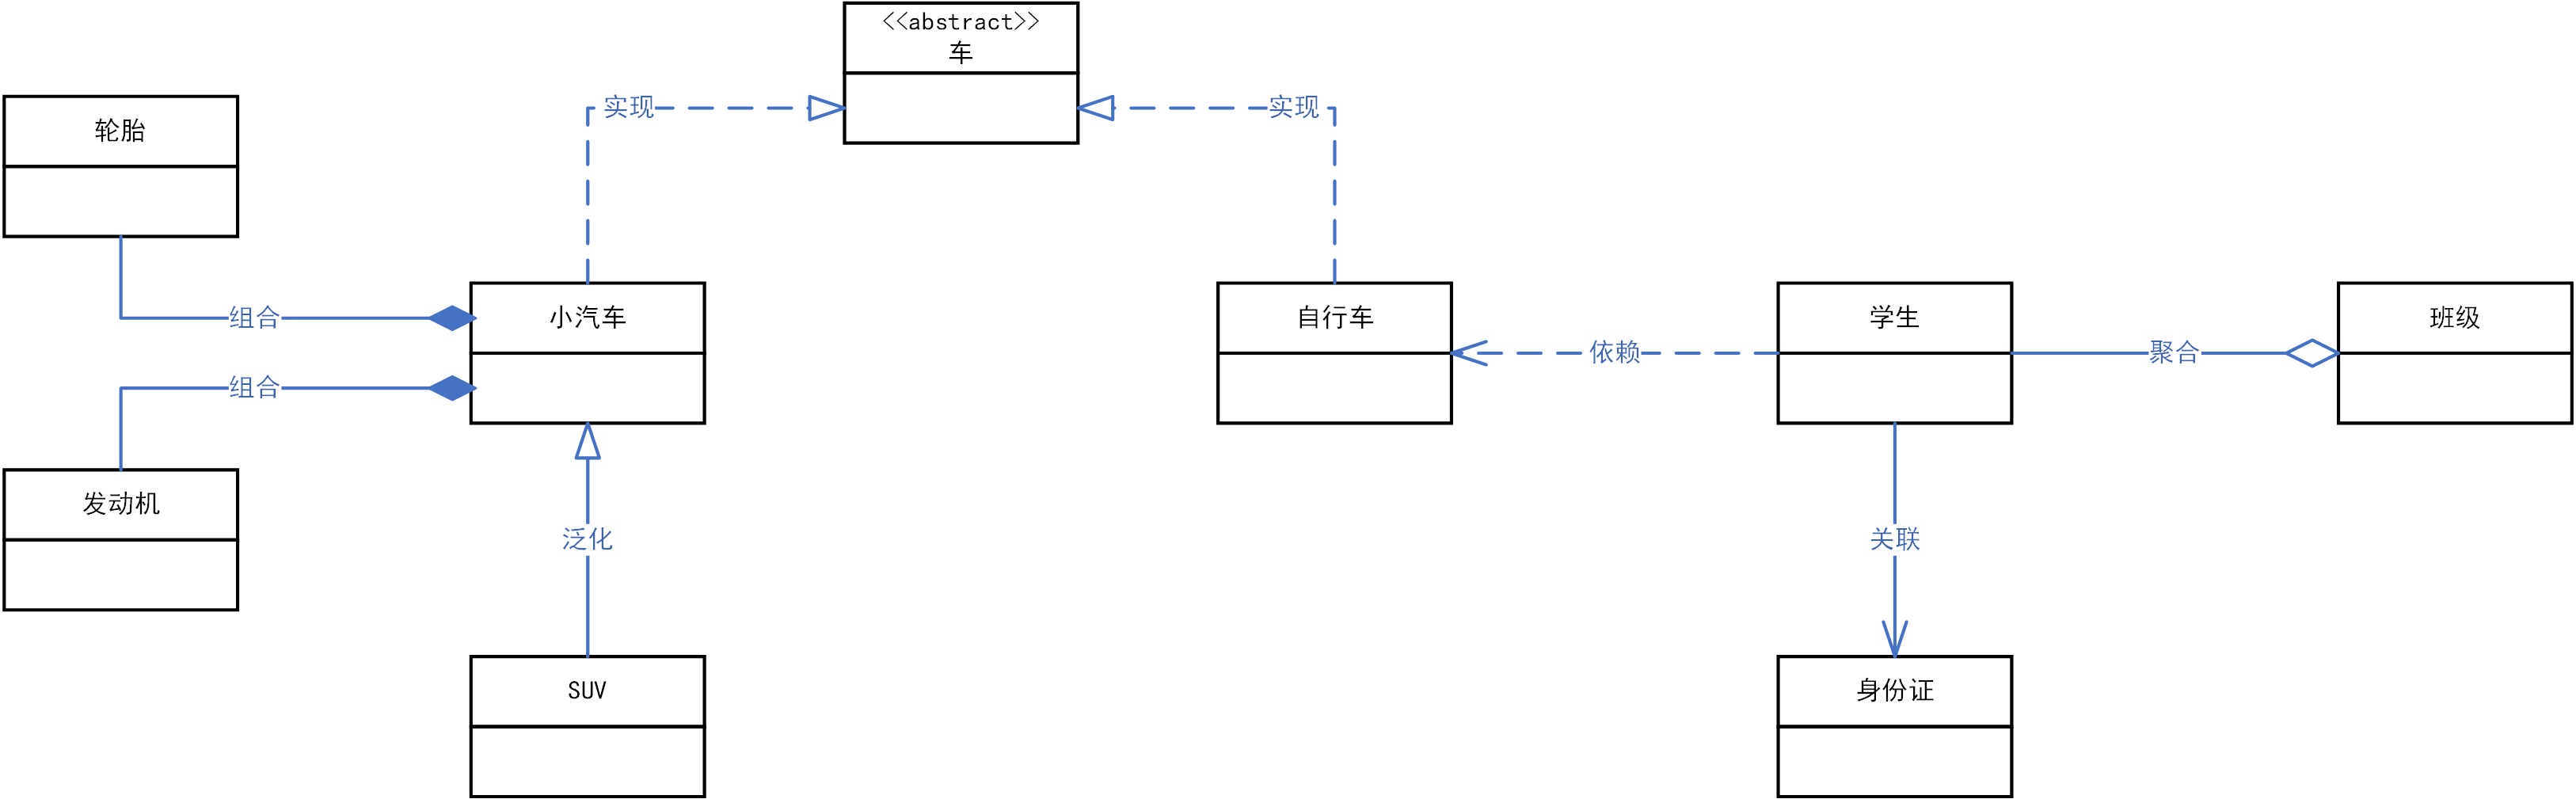 <<abstract>>
车
实现
实现
轮胎
组合
小汽车
自行车
学生
班级
依赖
聚合
组合
发动机
泛化
关联
SUV
身份证